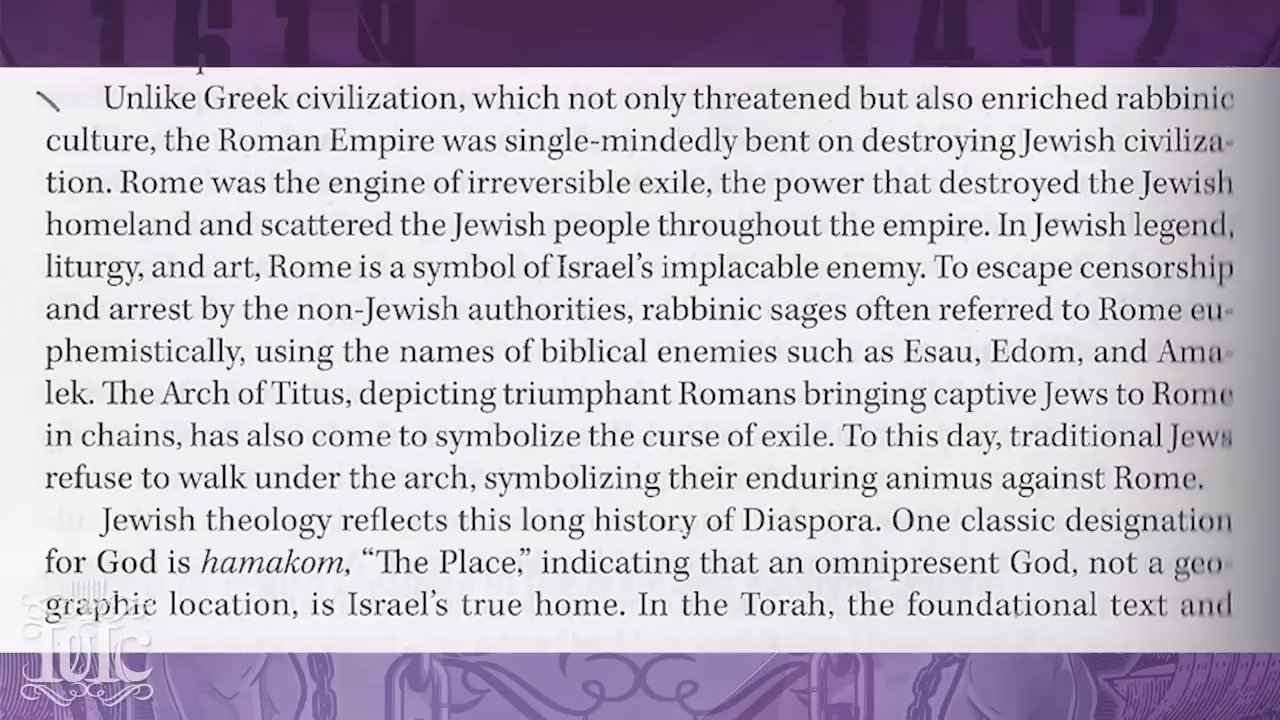 1619 1492
Unlike Greek civilization, which not only threatened but also enriched rabbinic
culture, the Roman Empire was single-mindedly bent on destroying Jewish civiliza-
tion. Rome was the engine of irreversible exile, the power that destroyed the Jewish
homeland and scattered the Jewish people throughout the empire. In Jewish legend,
liturgy, and art, Rome is a symbol of Israel’s implacable enemy. To escape censorship
and arrest by the non-Jewish authorities, rabbinic sages often referred to Rome eu-
phemistically, using the names of biblical enemies such as Esau, Edom, and Ama-
lek. The Arch of Titus, depicting triumphant Romans bringing captive Jews to Rome
in chains, has also come to symbolize the curse of exile. To this day, traditional Jews
refuse to walk under the arch, symbolizing their enduring animus against Rome.
Jewish theology reflects this long history of Diaspora. One classic designation
for God is hamakom, “The Place,” indicating that an omnipresent God, not a geo-
graphic location, is Israel’s true home. In the Torah, the foundational text and
IUIC